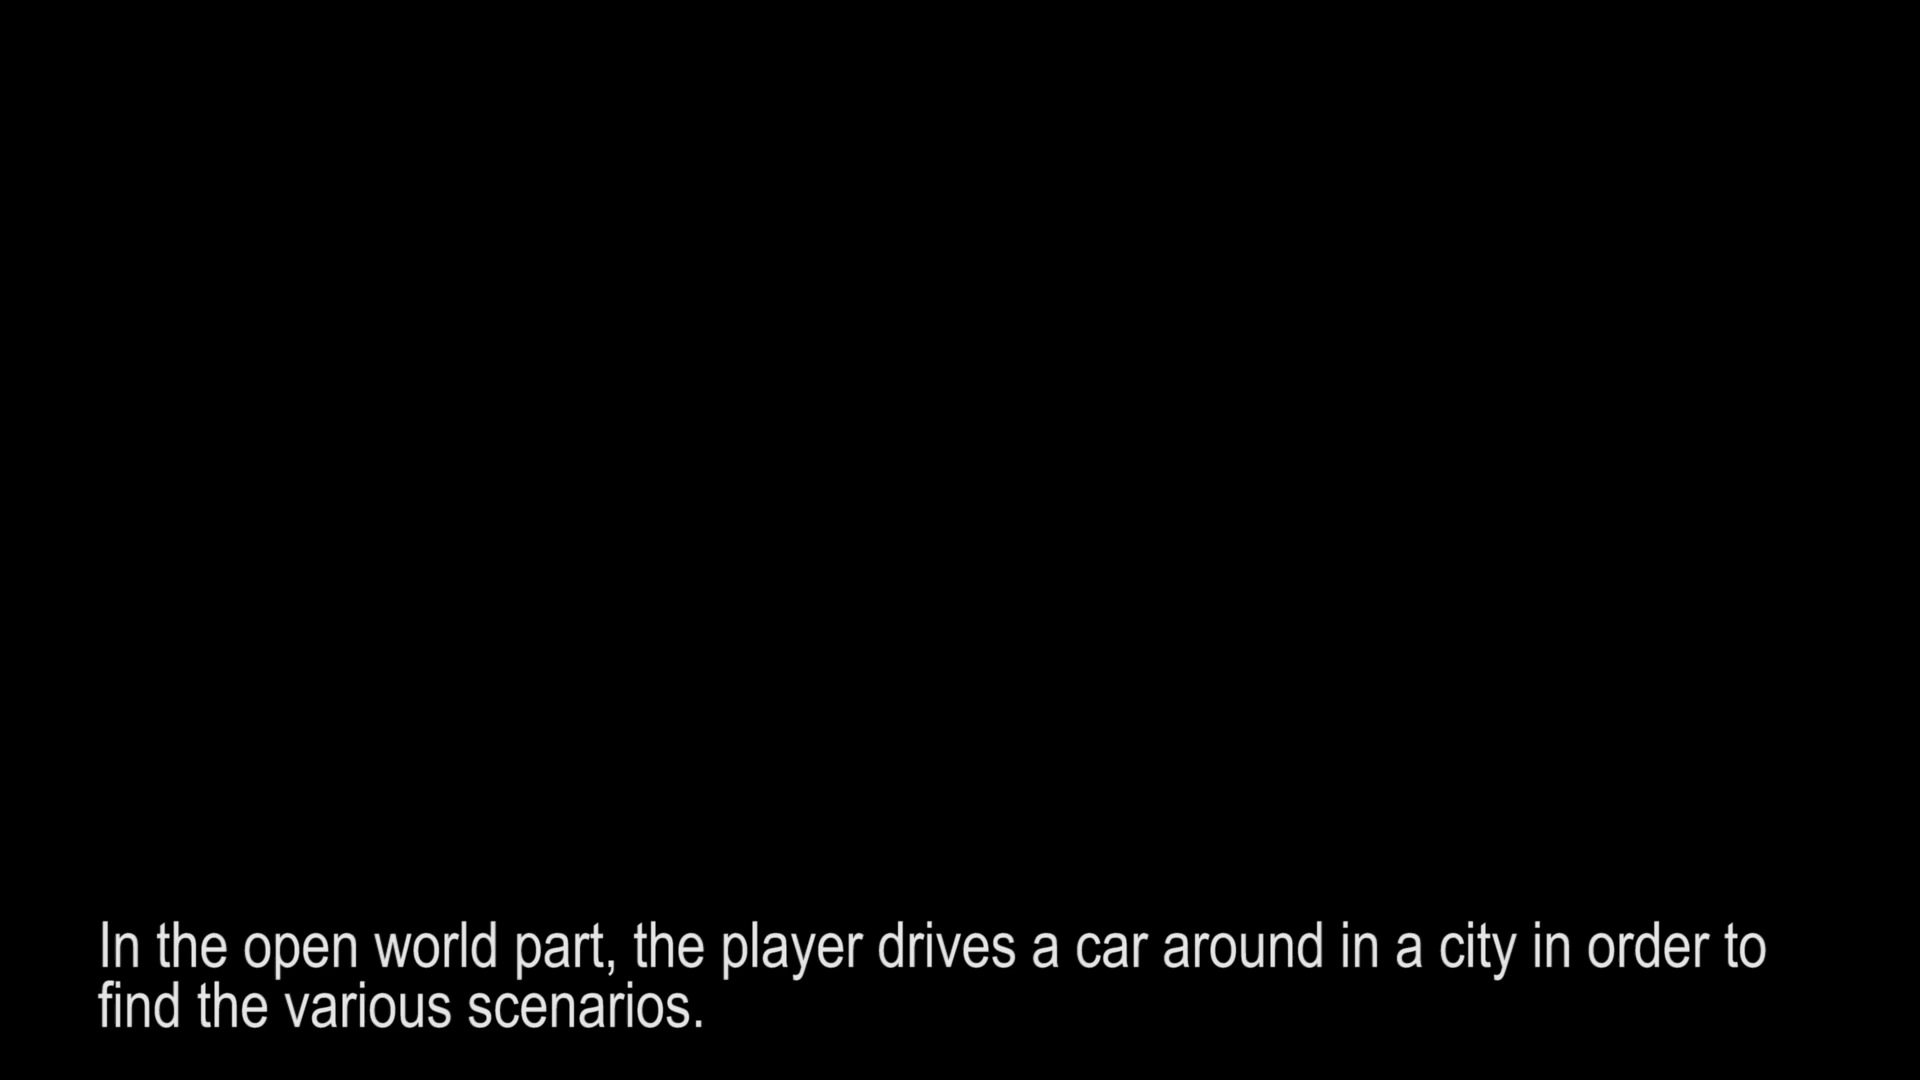 In the open world part, the player drives a car around in a city in order to
find the various scenarios.